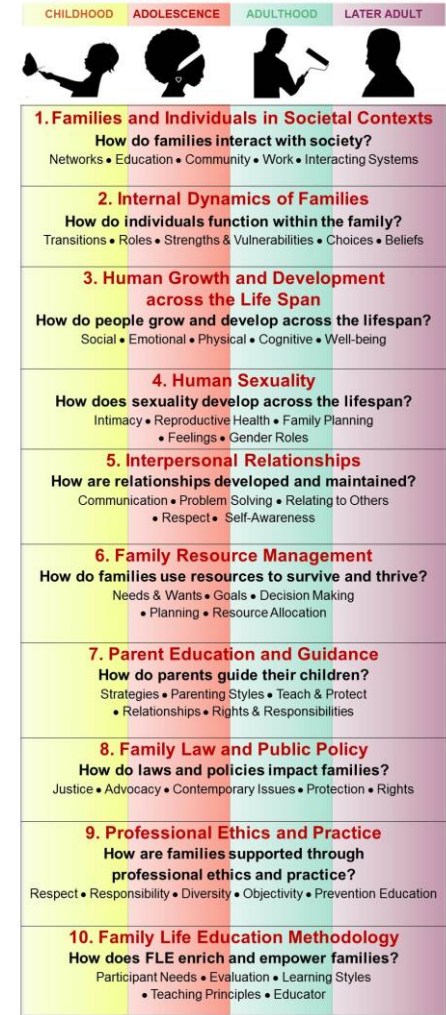 CHILDHOOD ADOLESCENCE ADULTHOOD LATER ADULT
1. Families and Individuals in Societal Contexts
How do families interact with society?
Networks • Education • Community • Work • Interacting Systems
2. Internal Dynamics of Families
How do individuals function within the family?
Transitions • Roles • Strengths & Vulnerabilities • Choices • Beliefs
3. Human Growth and Development
across the Life Span
How do people grow and develop across the lifespan?
Social • Emotional • Physical • Cognitive • Well-being
4. Human Sexuality
How does sexuality develop across the lifespan?
Intimacy • Reproductive Health • Family Planning
• Feelings • Gender Roles
5. Interpersonal Relationships
How are relationships developed and maintained?
Communication • Problem Solving • Relating to Others
• Respect • Self-Awareness
6. Family Resource Management
How do families use resources to survive and thrive?
Needs & Wants • Goals • Decision Making
• Planning • Resource Allocation
7. Parent Education and Guidance
How do parents guide their children?
Strategies • Parenting Styles • Teach & Protect
• Relationships • Rights & Responsibilities
8. Family Law and Public Policy
How do laws and policies impact families?
Justice • Advocacy • Contemporary Issues • Protection • Rights
9. Professional Ethics and Practice
How are families supported through
professional ethics and practice?
Respect • Responsibility • Diversity • Objectivity • Prevention Education
10. Family Life Education Methodology
How does FLE enrich and empower families?
Participant Needs • Evaluation • Learning Styles
• Teaching Principles • Educator